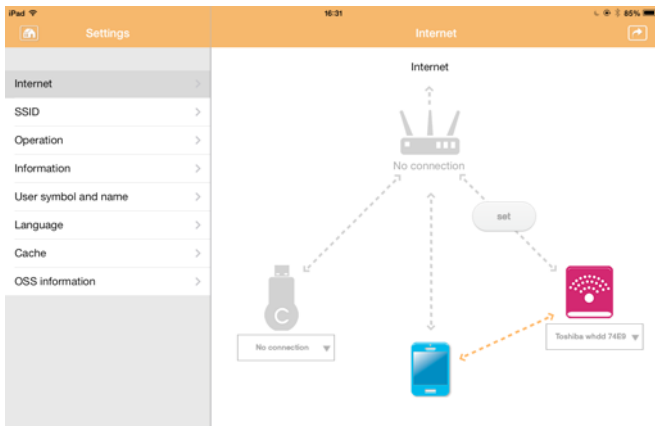 iPad 16:31 85%
Settings
Internet
Internet
SSID
Operation
Information
User symbol and name
Language
Cache
OSS information
Internet
No connection
set
C
No connection
Toshiba whdd 74E9